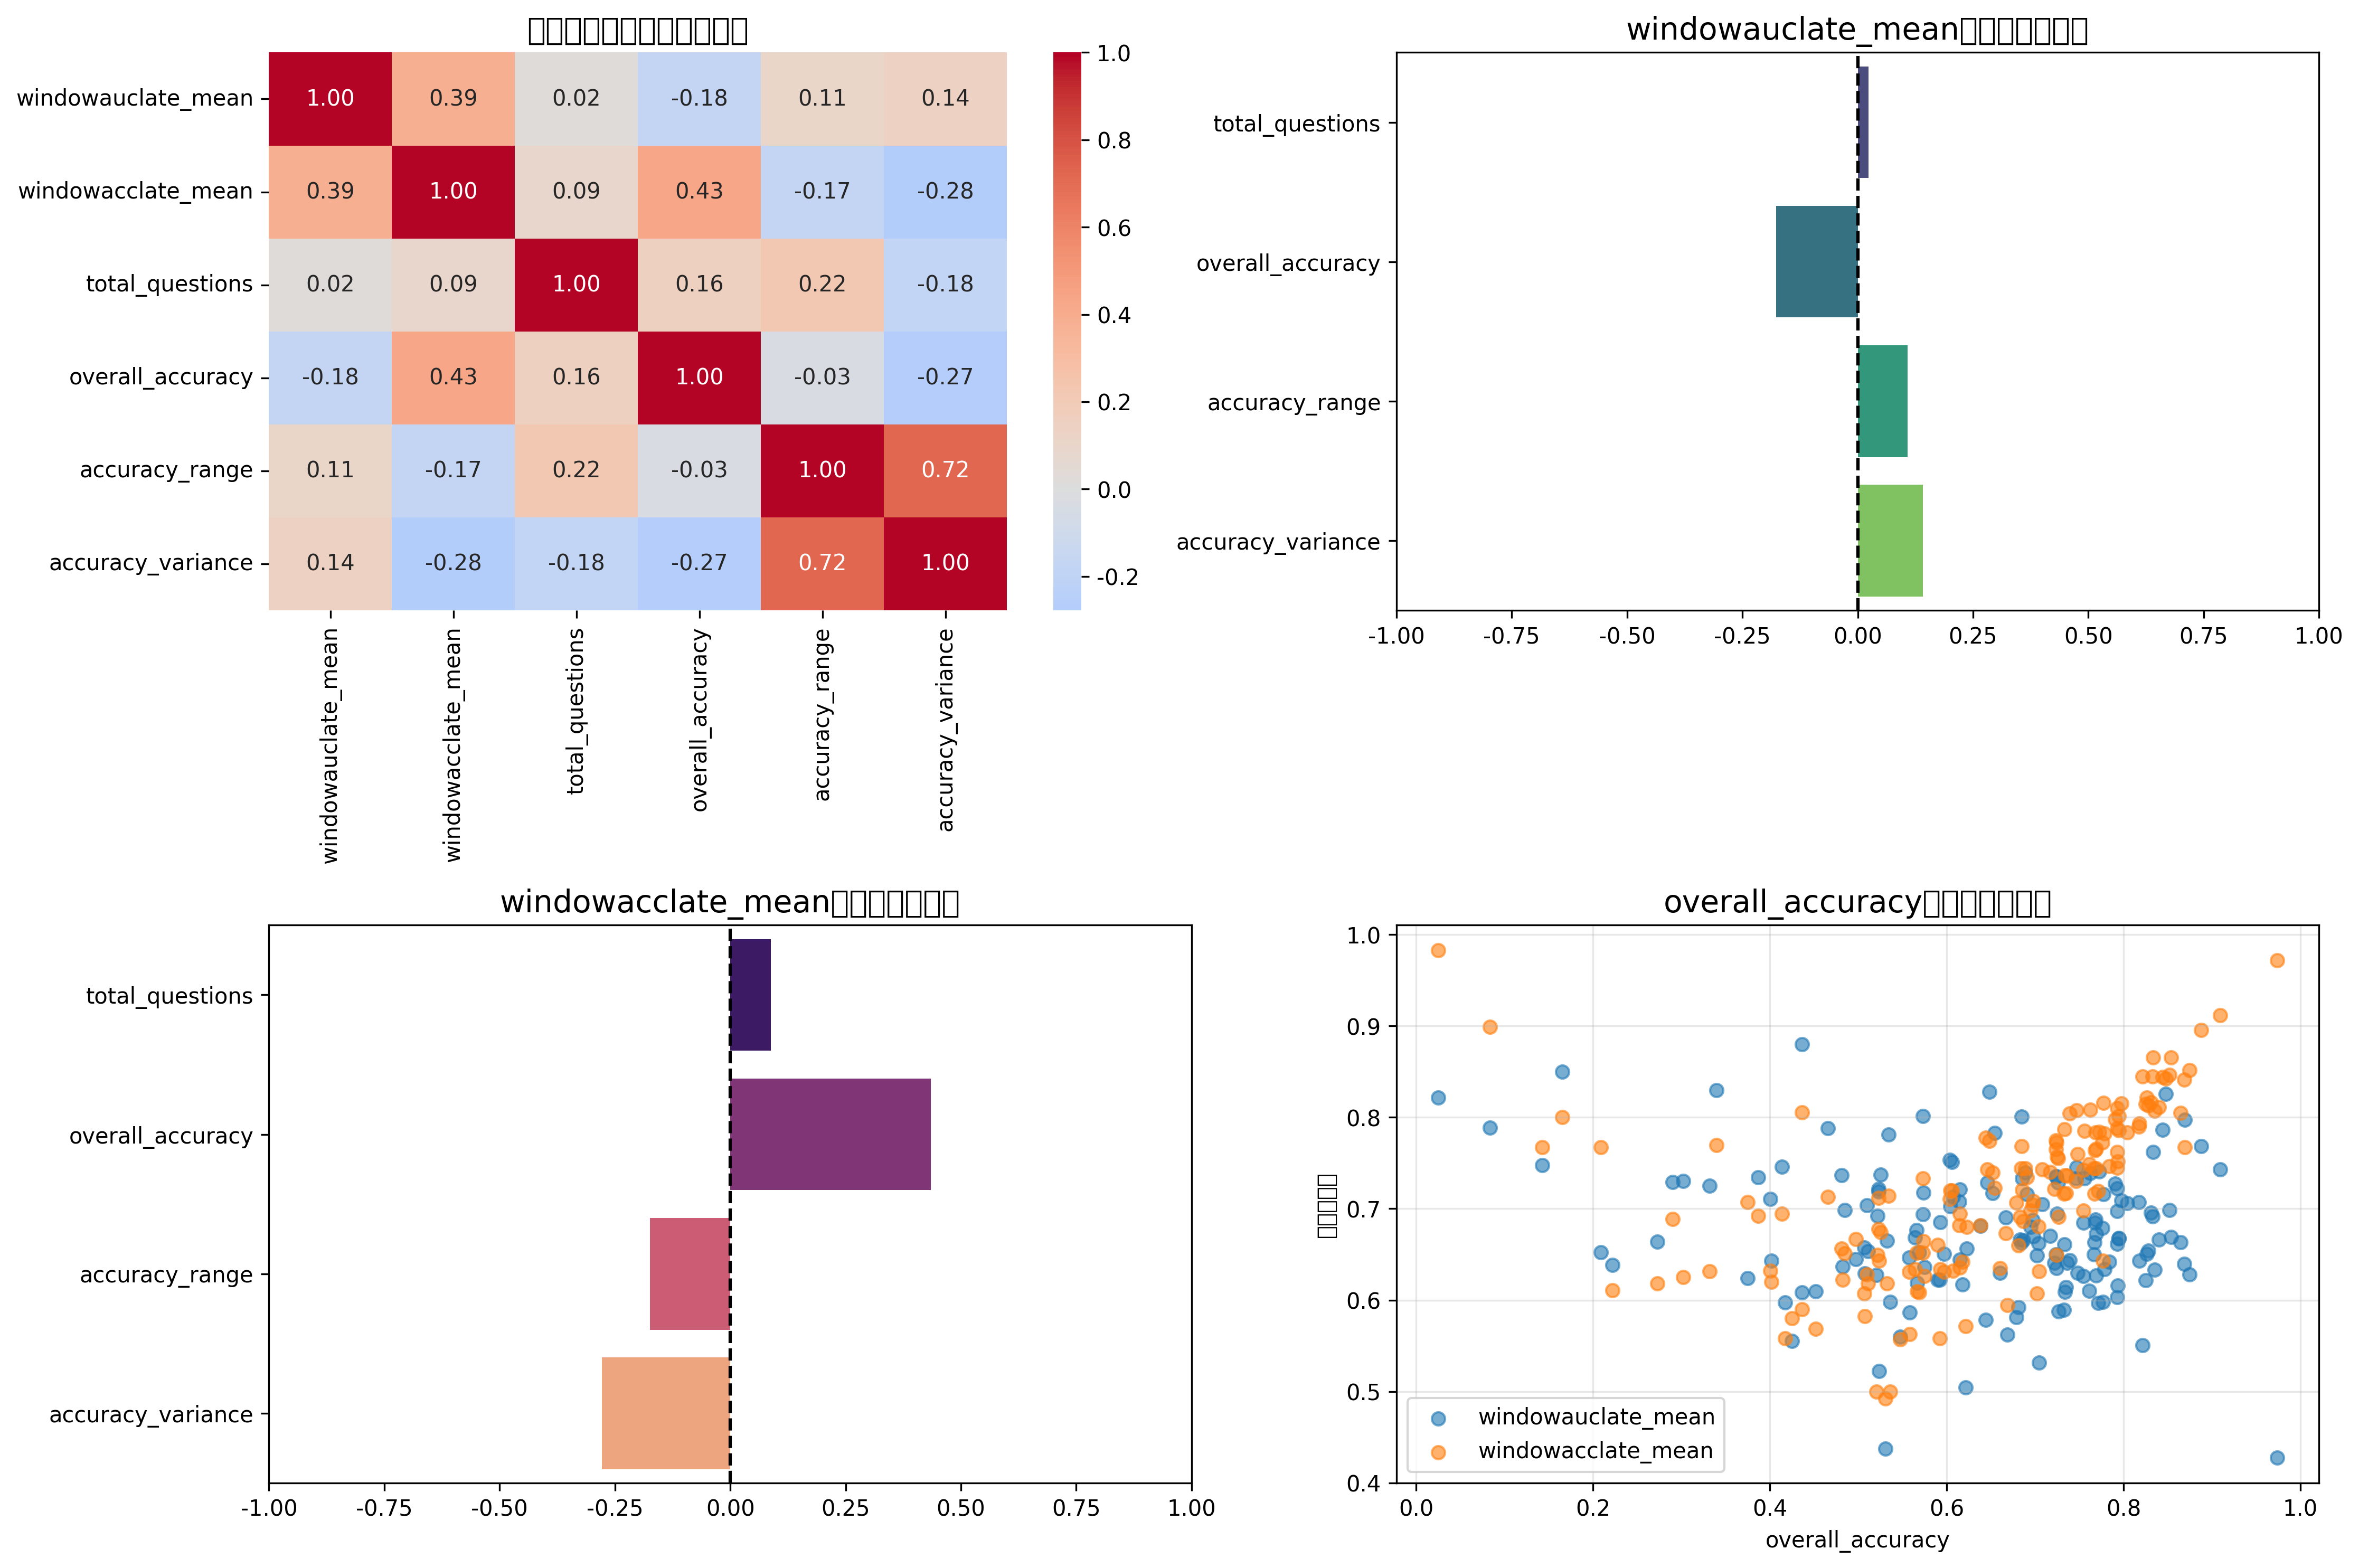 windowauclate_mean 1.00 0.39 0.02 -0.18 0.11 0.14
windowacclate_mean 0.39 1.00 0.09 0.43 -0.17 -0.28
total_questions 0.02 0.09 1.00 0.16 0.22 -0.18
overall_accuracy -0.18 0.43 0.16 1.00 -0.03 -0.27
accuracy_range 0.11 -0.17 0.22 -0.03 1.00 0.72
accuracy_variance 0.14 -0.28 -0.18 -0.27 0.72 1.00
windowauclate_mean
windowacclate_mean
total_questions
overall_accuracy
accuracy_range
accuracy_variance
1.0
0.8
0.6
0.4
0.2
0.0
-0.2
windowauclate_mean
total_questions
overall_accuracy
accuracy_range
accuracy_variance
-1.00 -0.75 -0.50 -0.25 0.00 0.25 0.50 0.75 1.00
windowacclate_mean
total_questions
overall_accuracy
accuracy_range
accuracy_variance
-1.00 -0.75 -0.50 -0.25 0.00 0.25 0.50 0.75 1.00
overall_accuracy
1.0
0.9
0.8
0.7
0.6
0.5
0.4
windowauclate_mean
windowacclate_mean
0.0 0.2 0.4 0.6 0.8 1.0
overall_accuracy